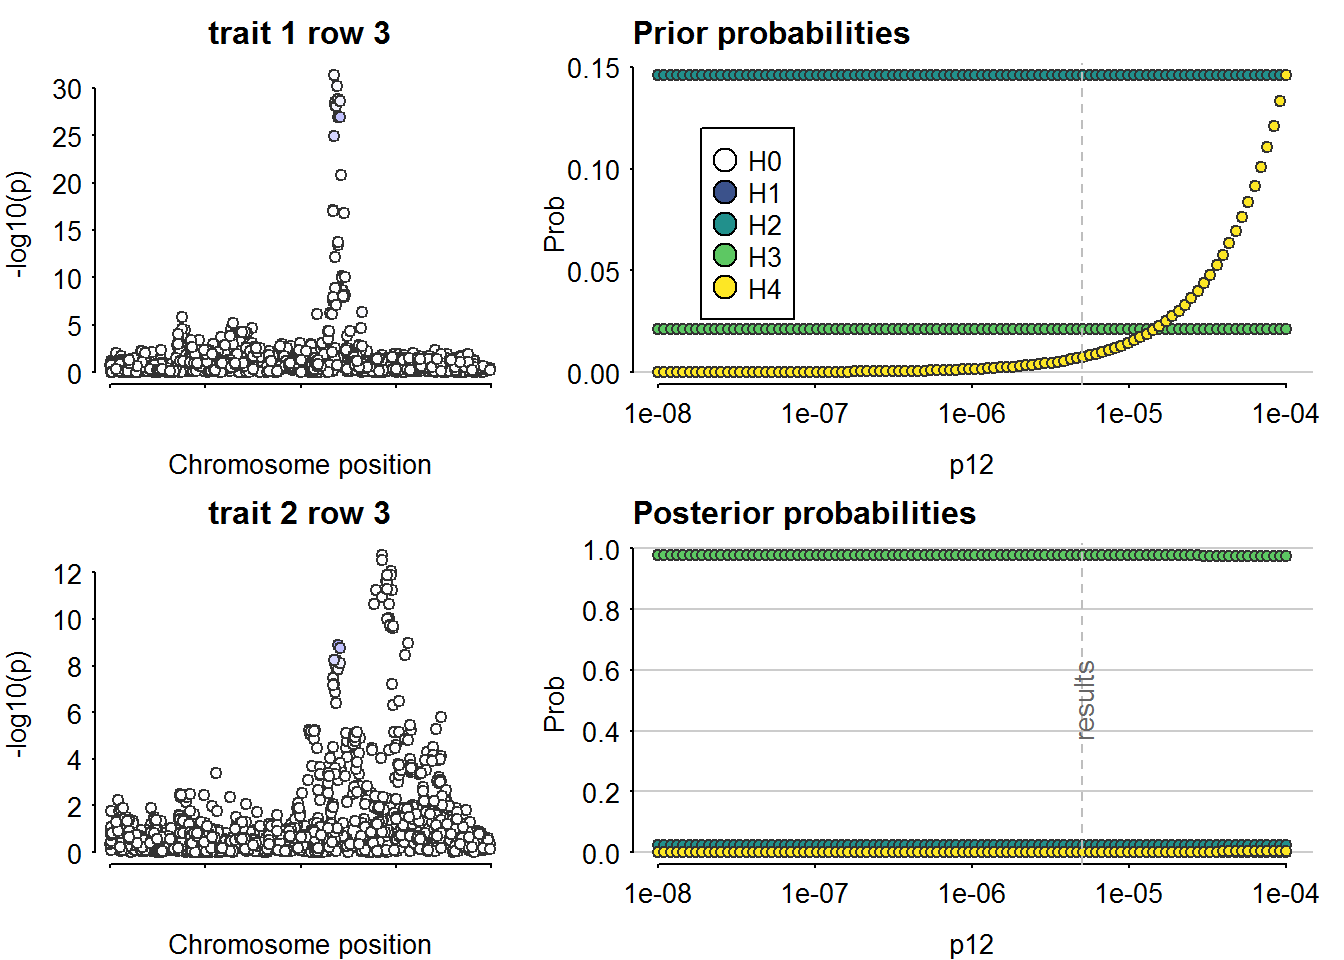 trait 1 row 3
-log10(p)
30
25
20
15
10
5
0
Chromosome position
Prior probabilities
Prob
0.15
0.10
0.05
0.00
H0
H1
H2
H3
H4
1e-08 1e-07 1e-06 1e-05 1e-04
p12
trait 2 row 3
-log10(p)
12
10
8
6
4
2
0
Chromosome position
Posterior probabilities
Prob
1.0
0.8
0.6
0.4
0.2
0.0
results
1e-08 1e-07 1e-06 1e-05 1e-04
p12